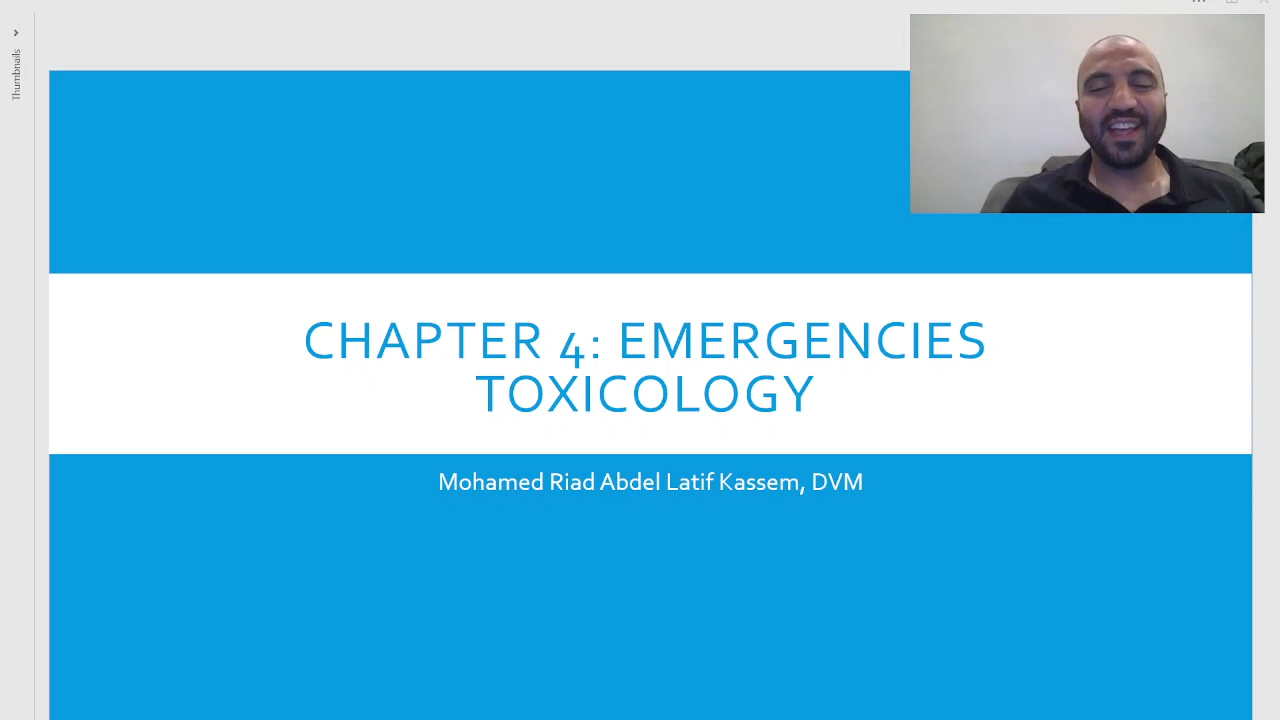 Thumbnails
CHAPTER 4: EMERGENCIES
TOXICOLOGY
Mohamed Riad Abdel Latif Kassem, DVM